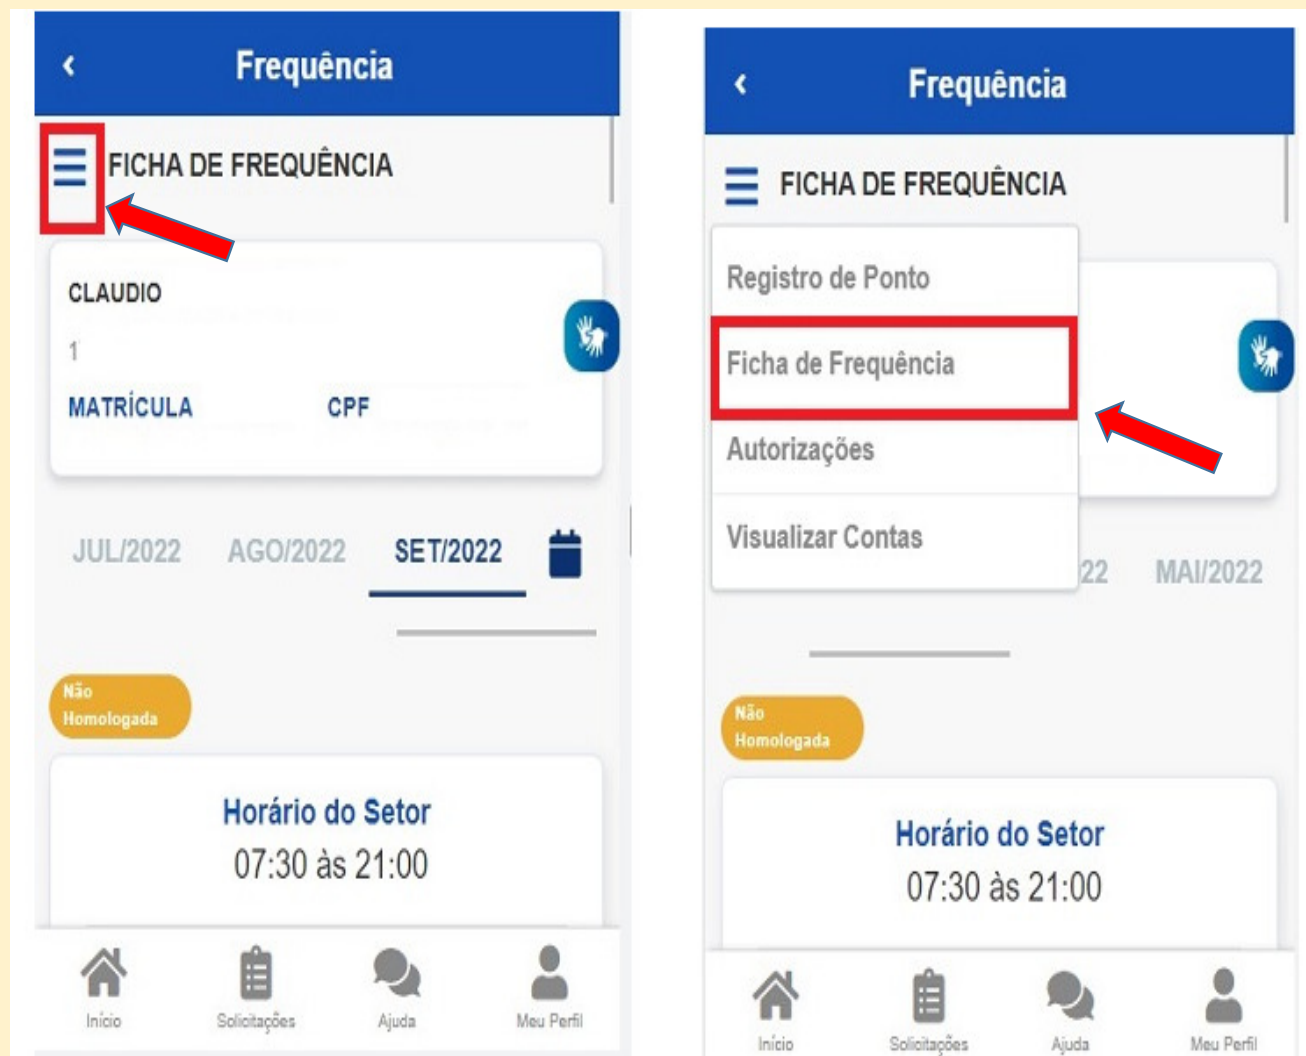 Frequência
FICHA DE FREQUÊNCIA
CLAUDIO
1
MATRÍCULA CPF
JUL/2022 AGO/2022 SET/2022
Não
Homologada
Horário do Setor
07:30 às 21:00
Início Solicitações Ajuda Meu Perfil
Frequência
FICHA DE FREQUÊNCIA
Registro de Ponto
Ficha de Frequência
Autorizações
Visualizar Contas
22 MAI/2022
Não
Homologada
Horário do Setor
07:30 às 21:00
Início Solicitações Ajuda Meu Perfil